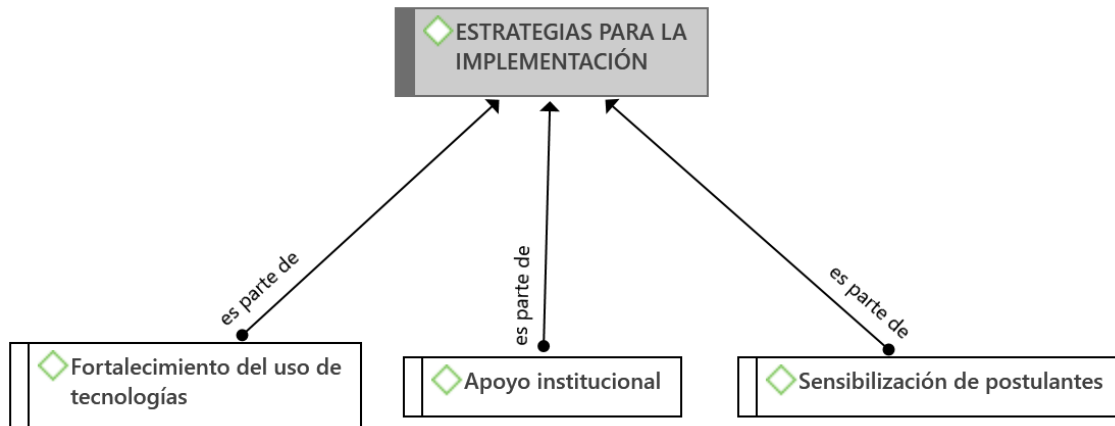 ESTRATEGIAS PARA LA
IMPLEMENTACIÓN
es parte de
es parte de
es parte de
Fortalecimiento del uso de
tecnologías
Apoyo institucional
Sensibilización de postulantes